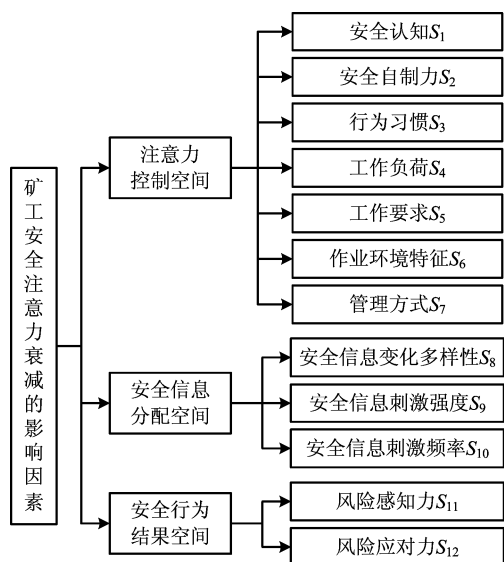 矿工安全注意力衰减的影响因素
注意力
控制空间
安全认知S1
安全自制力S2
行为习惯S3
工作负荷S4
工作要求S5
作业环境特征S6
管理方式S7
安全信息
分配空间
安全信息变化多样性S8
安全信息刺激强度S9
安全信息刺激频率S10
安全行为
结果空间
风险感知力S11
风险应对力S12